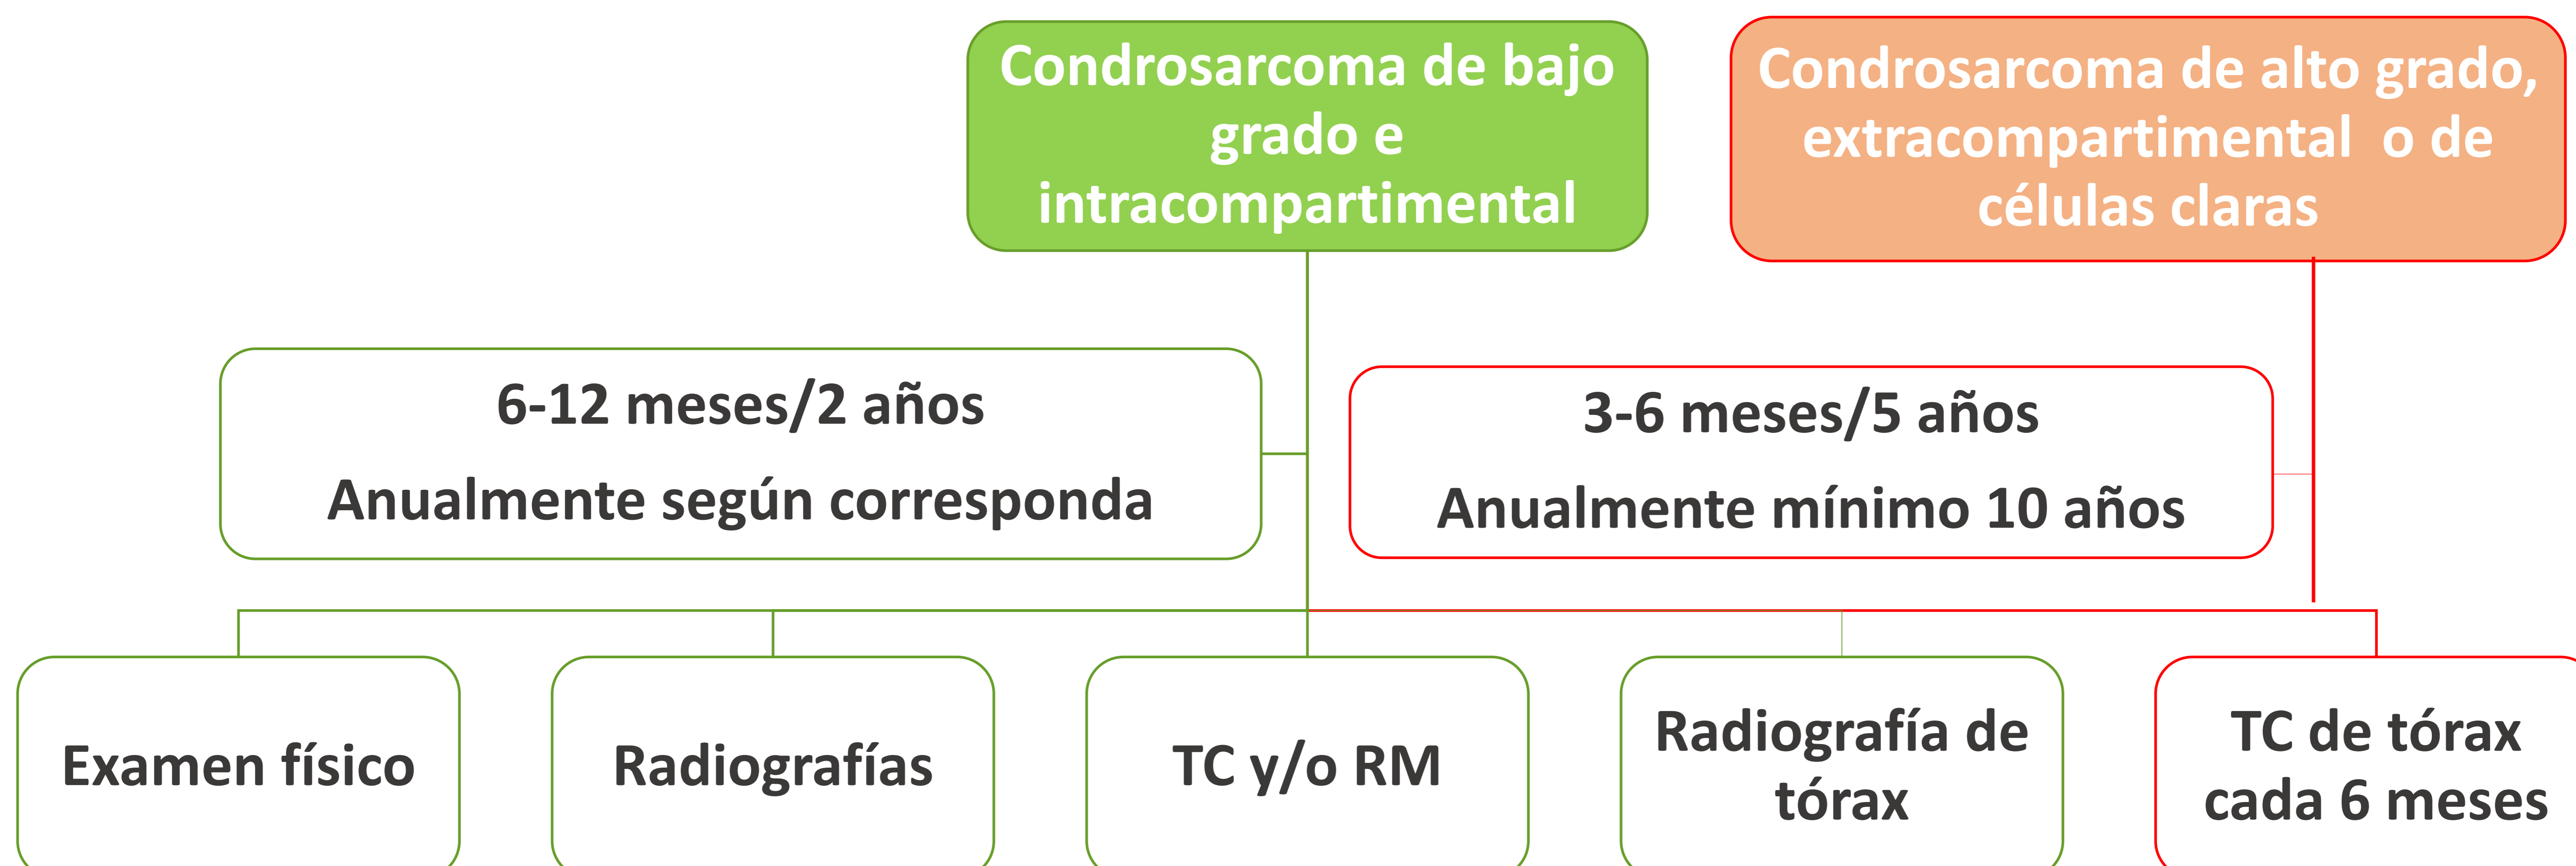 Condrosarcoma de bajo
grado e
intracompartimental
Condrosarcoma de alto grado,
extracompartimental o de
células claras
6-12 meses/2 años
Anualmente según corresponda
3-6 meses/5 años
Anualmente mínimo 10 años
Examen físico
Radiografías
TC y/o RM
Radiografía de
tórax
TC de tórax
cada 6 meses